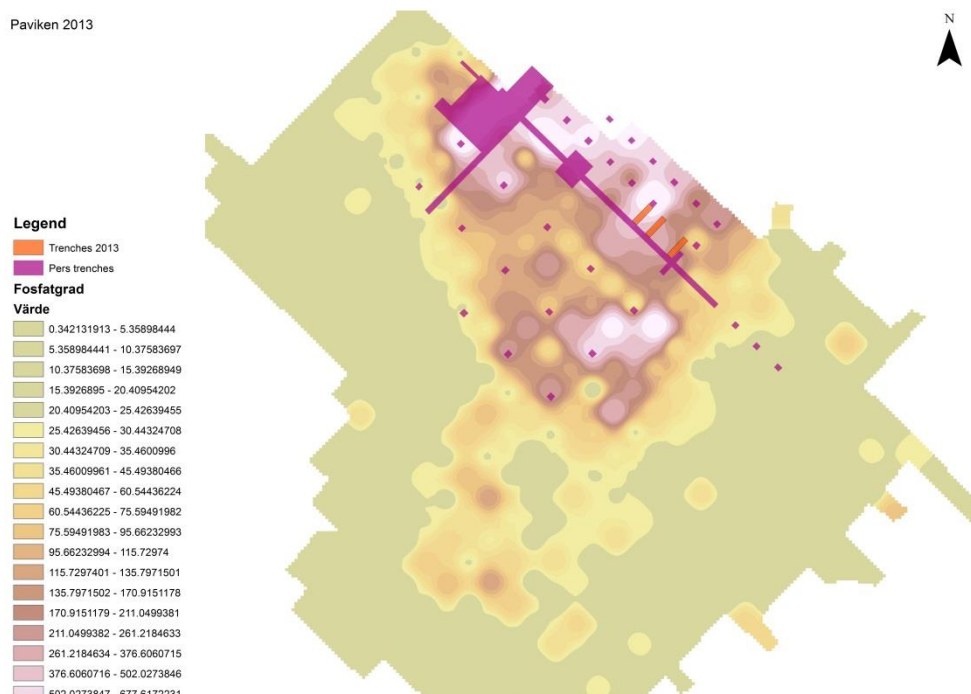 Paviken 2013
N
Legend
Trenches 2013
Pers trenches
Fosfatgrad
Värde
0.342131913 - 5.35898444
5.358984441 - 10.37583697
10.37583698 - 15.39268949
15.3926895 - 20.40954202
20.40954203 - 25.42639455
25.42639456 - 30.44324708
30.44324709 - 35.4600996
35.46009961 - 45.49380466
45.49380467 - 60.54436224
60.54436225 - 75.59491982
75.59491983 - 95.66232993
95.66232994 - 115.72974
115.7297401 - 135.7971501
135.7971502 - 170.9151178
170.9151179 - 211.0499381
211.0499382 - 261.2184633
261.2184634 - 376.6060715
376.6060716 - 502.0273846
502.0273847 - 677.6172231